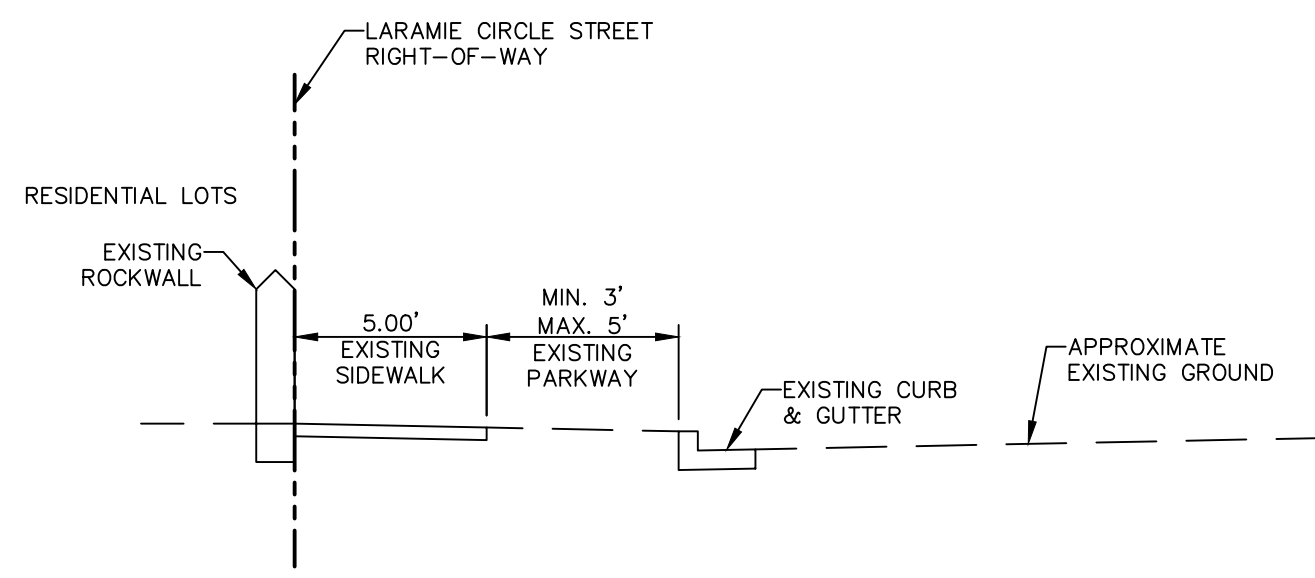 LARAMIE CIRCLE STREET
RIGHT-OF-WAY
RESIDENTIAL LOTS
EXISTING
ROCKWALL
5.00'
EXISTING
SIDEWALK
MIN. 3'
MAX. 5'
EXISTING
PARKWAY
EXISTING CURB
& GUTTER
APPROXIMATE
EXISTING GROUND